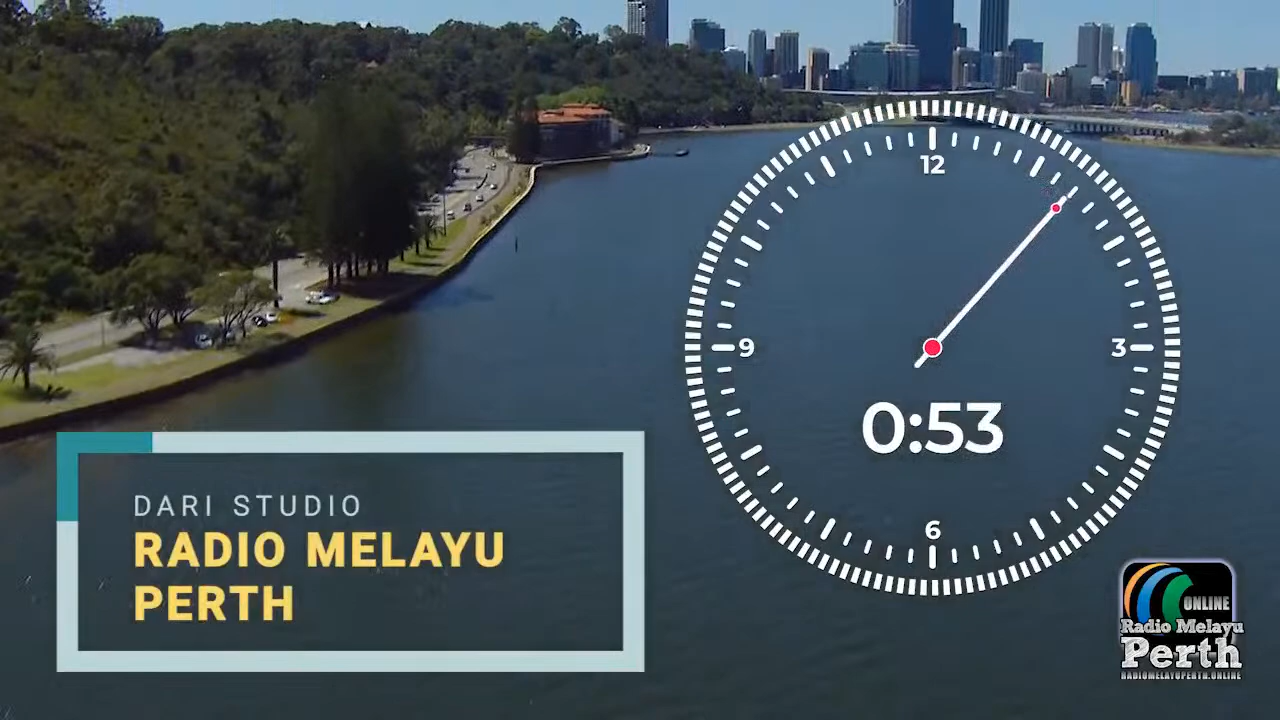 12
9
3
0:53
6
DARI STUDIO
RADIO MELAYU
PERTH
ONLINE
Radio Melayu
Perth
RADIOMELAYUPERTH.ONLINE